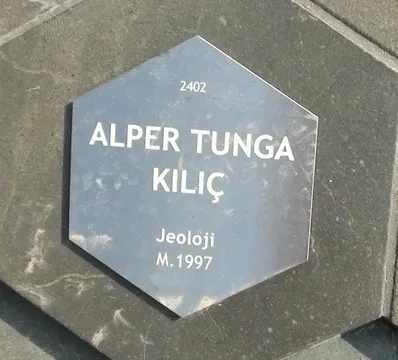 2402
ALPER TUNGA
KILIÇ
Jeoloji
M.1997